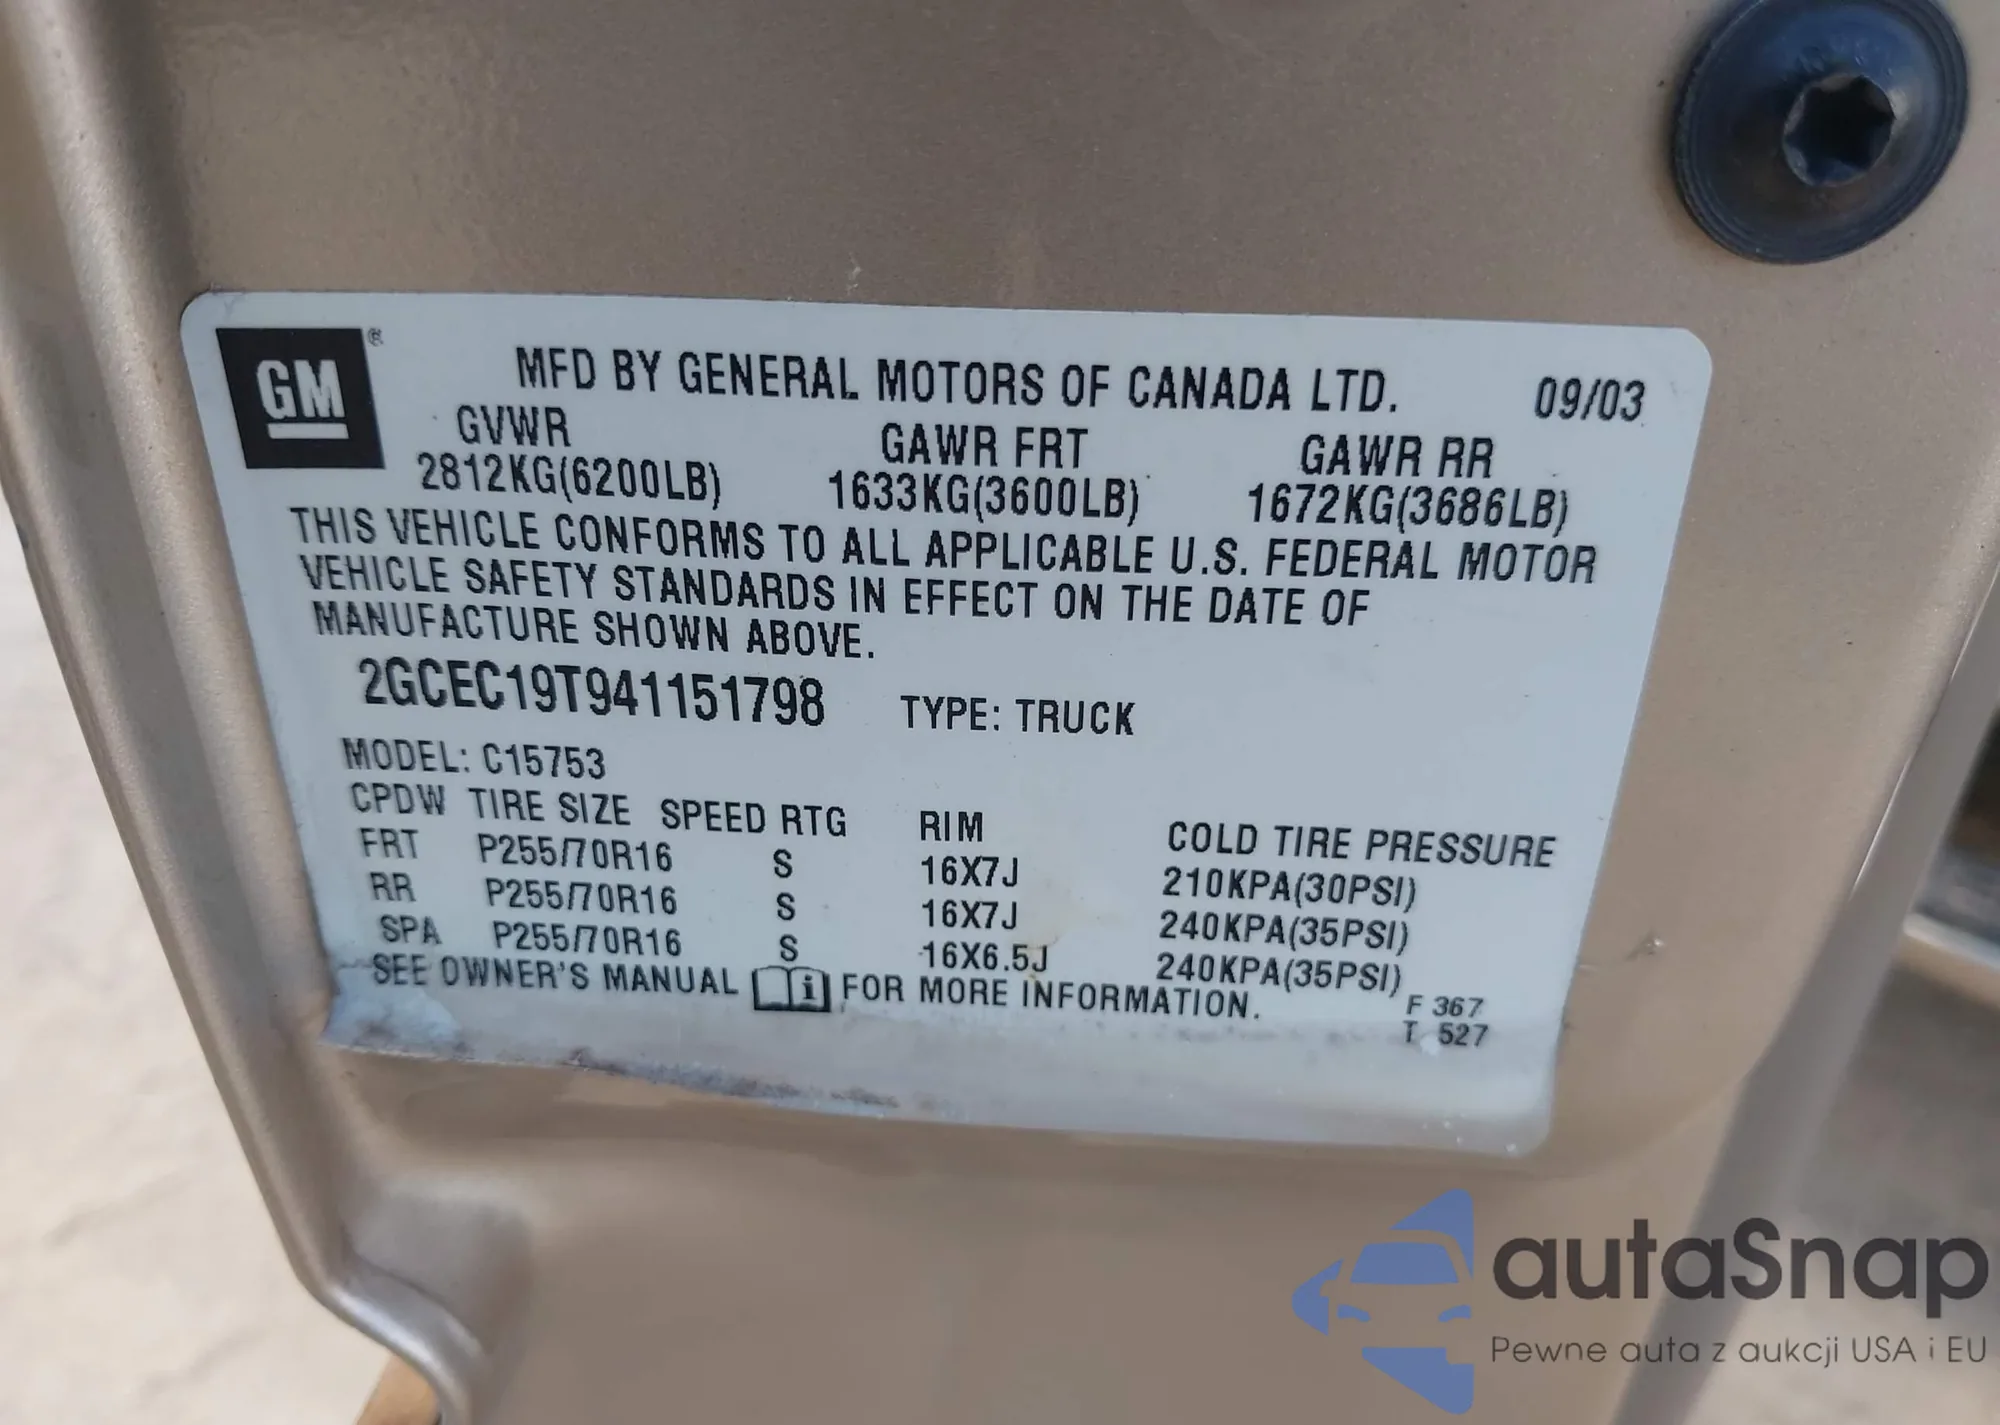 GM ®
MFD BY GENERAL MOTORS OF CANADA LTD. 09/03
GVWR GAWR FRT GAWR RR
2812KG(6200LB) 1633KG(3600LB) 1672KG(3686LB)
THIS VEHICLE CONFORMS TO ALL APPLICABLE U.S. FEDERAL MOTOR
VEHICLE SAFETY STANDARDS IN EFFECT ON THE DATE OF
MANUFACTURE SHOWN ABOVE.
2GCEC19T941151798 TYPE: TRUCK
MODEL: C15753
CPDW TIRE SIZE SPEED RTG RIM COLD TIRE PRESSURE
FRT P255/70R16 S 16X7J 210KPA(30PSI)
RR P255/70R16 S 16X7J 240KPA(35PSI)
SPA P255/70R16 S 16X6.5J 240KPA(35PSI)
SEE OWNER'S MANUAL i FOR MORE INFORMATION.
F 367
T 527
autaSnap
Pewne auta z aukcji USA i EU